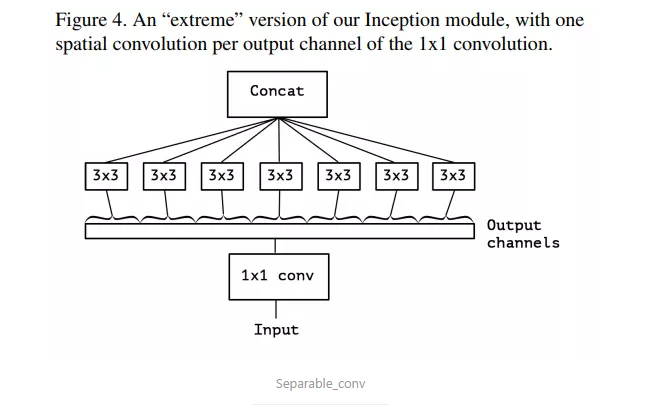 Figure 4. An “extreme” version of our Inception module, with one
spatial convolution per output channel of the 1x1 convolution.
Concat
3x3 3x3 3x3 3x3 3x3 3x3 3x3
Output
channels
1x1 conv
Input
Separable_conv